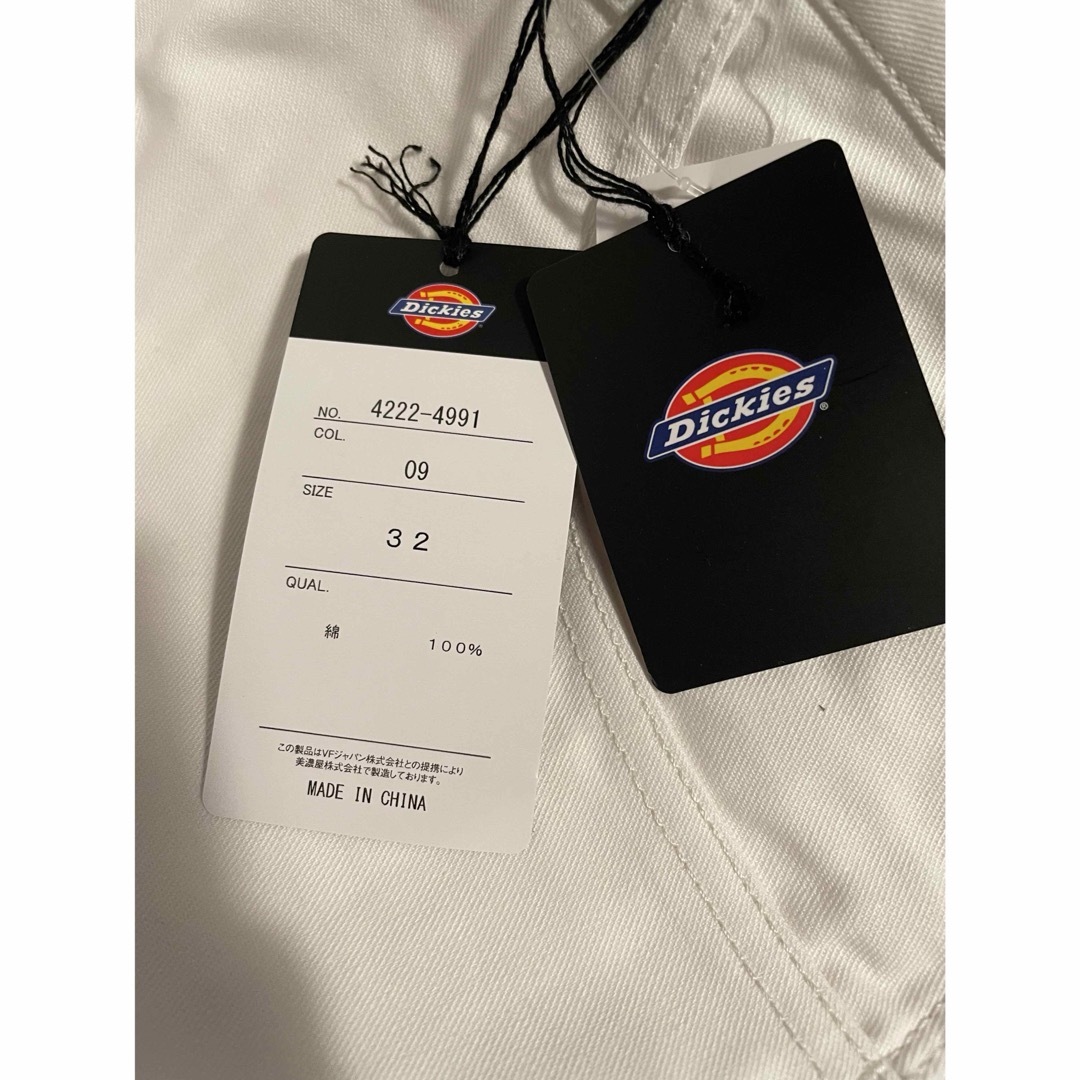 Dickies
NO. 4222-4991
COL.
09
SIZE
３２
QUAL.
綿 １００%
この製品はVFジャパン株式会社との提携により
美濃屋株式会社で製造しております。
MADE IN CHINA
Dickies®